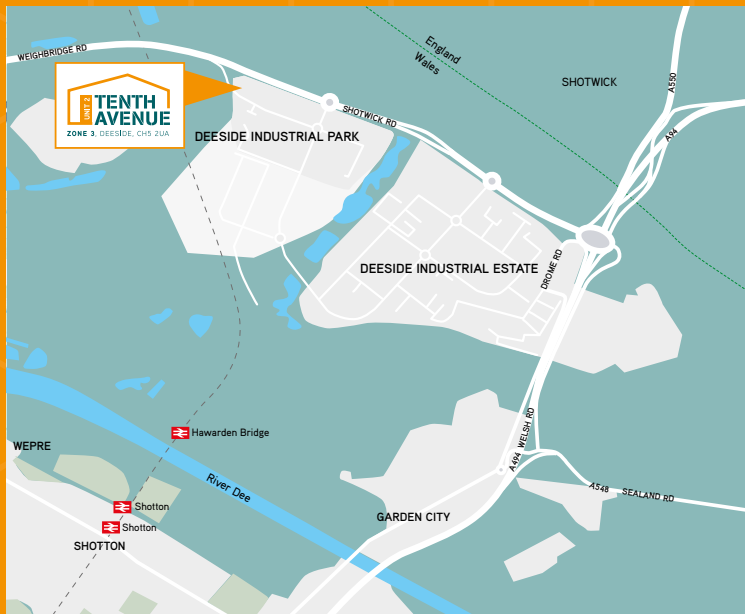 WEIGHBRIDGE RD
England
Wales
SHOTWICK
A550
A94
UNIT 2
TENTH
AVENUE
ZONE 3, DEESIDE, CH5 2UA
SHOTWICK RD
DEESIDE INDUSTRIAL PARK
DEESIDE INDUSTRIAL ESTATE
DROME RD
Hawarden Bridge
WEPRE
River Dee
A494 WELSH RD
A548 SEALAND RD
Shotton
Shotton
SHOTTON
GARDEN CITY